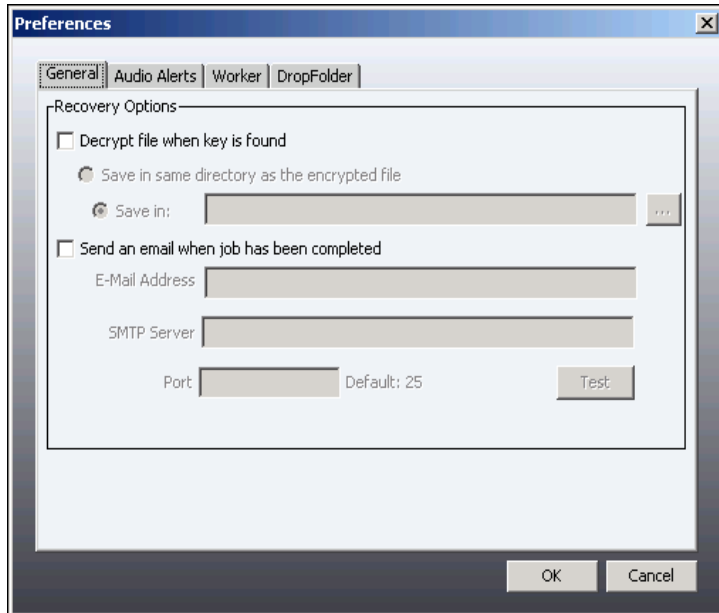 Preferences
General Audio Alerts Worker DropFolder
Recovery Options
Decrypt file when key is found
Save in same directory as the encrypted file
Save in: ...
Send an email when job has been completed
E-Mail Address
SMTP Server
Port Default: 25 Test
OK Cancel